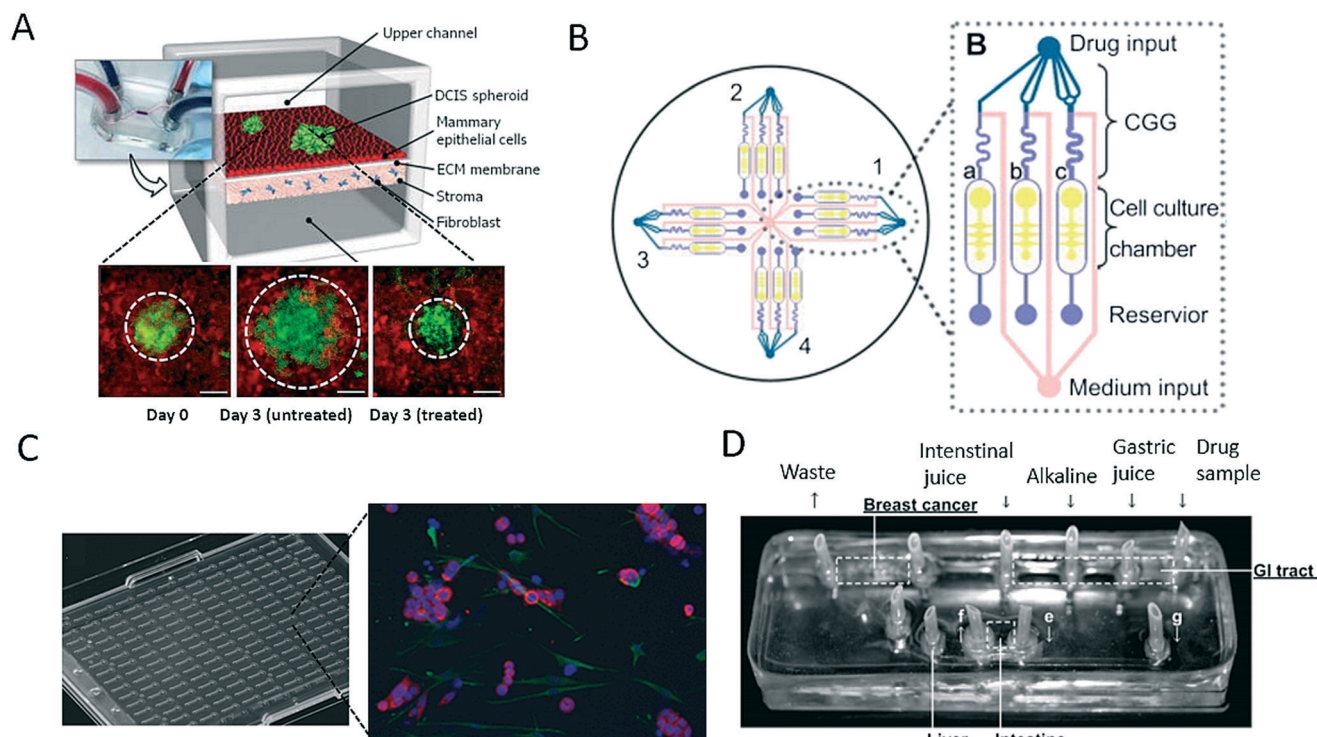 A
Upper channel
DCIS spheroid
Mammary
epithelial cells
ECM membrane
Stroma
Fibroblast
Day 0
Day 3 (untreated)
Day 3 (treated)
B
2
1
3
4
B
Drug input
CGG
a
b
c
Cell culture
chamber
Reservior
Medium input
C
D
Waste
Intenstinal
juice
Alkaline
Gastric
juice
Drug
sample
Breast cancer
GI tract
f
e
g
Liver
Intestine